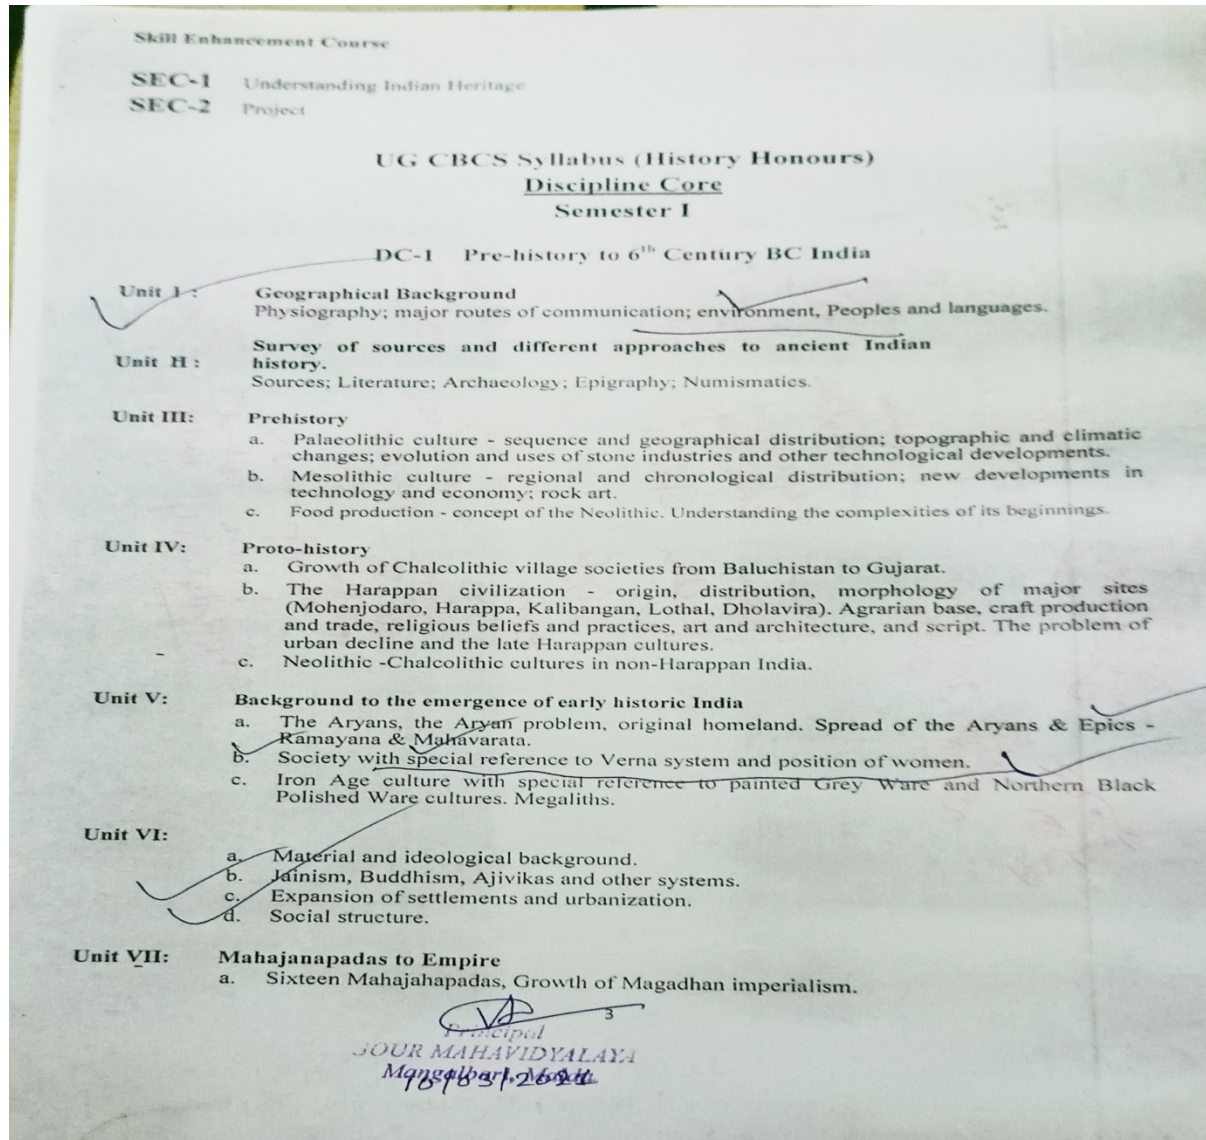 Skill Enhancement Course
SEC-1 Understanding Indian Heritage
SEC-2 Project
UG CBCS Syllabus (History Honours)
Discipline Core
Semester I
DC-1 Pre-history to 6th Century BC India
Unit I : Geographical Background
Physiography; major routes of communication; environment, Peoples and languages.
Survey of sources and different approaches to ancient Indian
Unit H : history.
Sources; Literature; Archaeology; Epigraphy; Numismatics.
Unit III: Prehistory
a. Palaeolithic culture - sequence and geographical distribution; topographic and climatic
changes; evolution and uses of stone industries and other technological developments.
b. Mesolithic culture - regional and chronological distribution; new developments in
technology and economy; rock art.
c. Food production - concept of the Neolithic. Understanding the complexities of its beginnings.
Unit IV: Proto-history
a. Growth of Chalcolithic village societies from Baluchistan to Gujarat.
b. The Harappan civilization - origin, distribution, morphology of major sites
(Mohenjodaro, Harappa, Kalibangan, Lothal, Dholavira). Agrarian base, craft production
and trade, religious beliefs and practices, art and architecture, and script. The problem of
urban decline and the late Harappan cultures.
c. Neolithic -Chalcolithic cultures in non-Harappan India.
Unit V: Background to the emergence of early historic India
a. The Aryans, the Aryan problem, original homeland. Spread of the Aryans & Epics -
Ramayana & Mahavarata.
b. Society with special reference to Verna system and position of women.
c. Iron Age culture with special reference to painted Grey Ware and Northern Black
Polished Ware cultures. Megaliths.
Unit VI:
a. Material and ideological background.
b. Jainism, Buddhism, Ajivikas and other systems.
c. Expansion of settlements and urbanization.
d. Social structure.
Unit VII: Mahajanapadas to Empire
a. Sixteen Mahajahapadas, Growth of Magadhan imperialism.
3
Principal
GOUR MAHAVIDYALAYA
Mangalbari, Malda